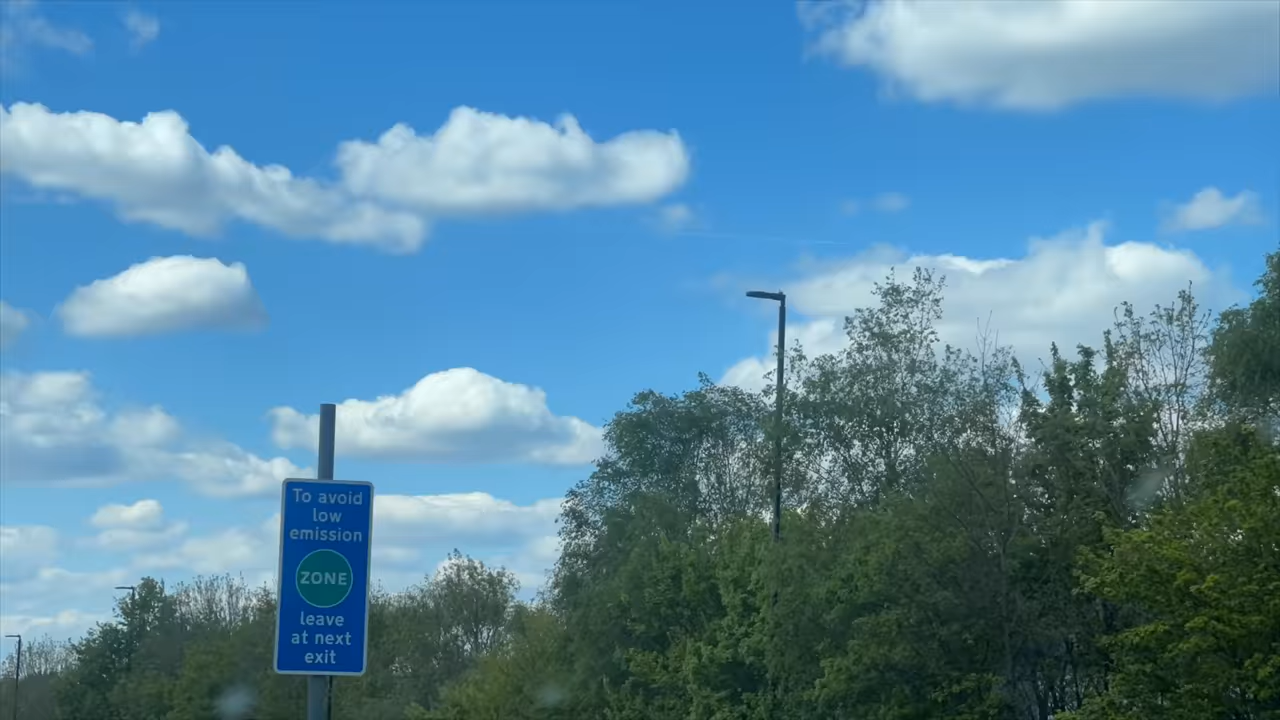 To avoid
low
emission
ZONE
leave
at next
exit